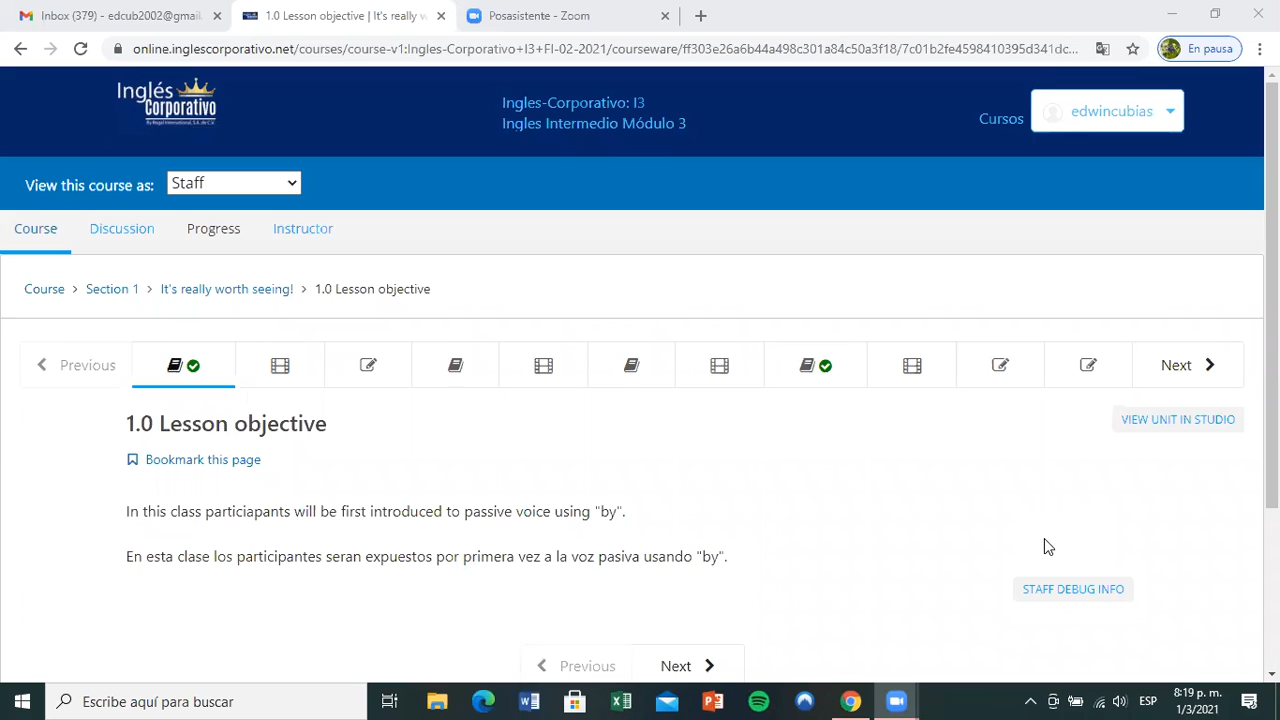 Inbox (379) - edcub2002@gmail.
1.0 Lesson objective | It's really w
Posasistente - Zoom
online.inglescorporativo.net/courses/course-v1:Ingles-Corporativo+I3+FI-02-2021/courseware/ff303e26a6b44a498c301a84c50a3f18/7c01b2fe4598410395d341dc...
En pausa
Inglés
Corporativo
By Regal International, S.A. de C.V.
Ingles-Corporativo: I3
Ingles Intermedio Módulo 3
Cursos
edwincubias
View this course as:
Staff
Course
Discussion
Progress
Instructor
Course > Section 1 > It's really worth seeing! > 1.0 Lesson objective
Previous
Next
1.0 Lesson objective
VIEW UNIT IN STUDIO
Bookmark this page
In this class particiapants will be first introduced to passive voice using "by".
En esta clase los participantes seran expuestos por primera vez a la voz pasiva usando "by".
STAFF DEBUG INFO
Previous
Next
Escribe aquí para buscar
ESP
8:19 p. m.
1/3/2021